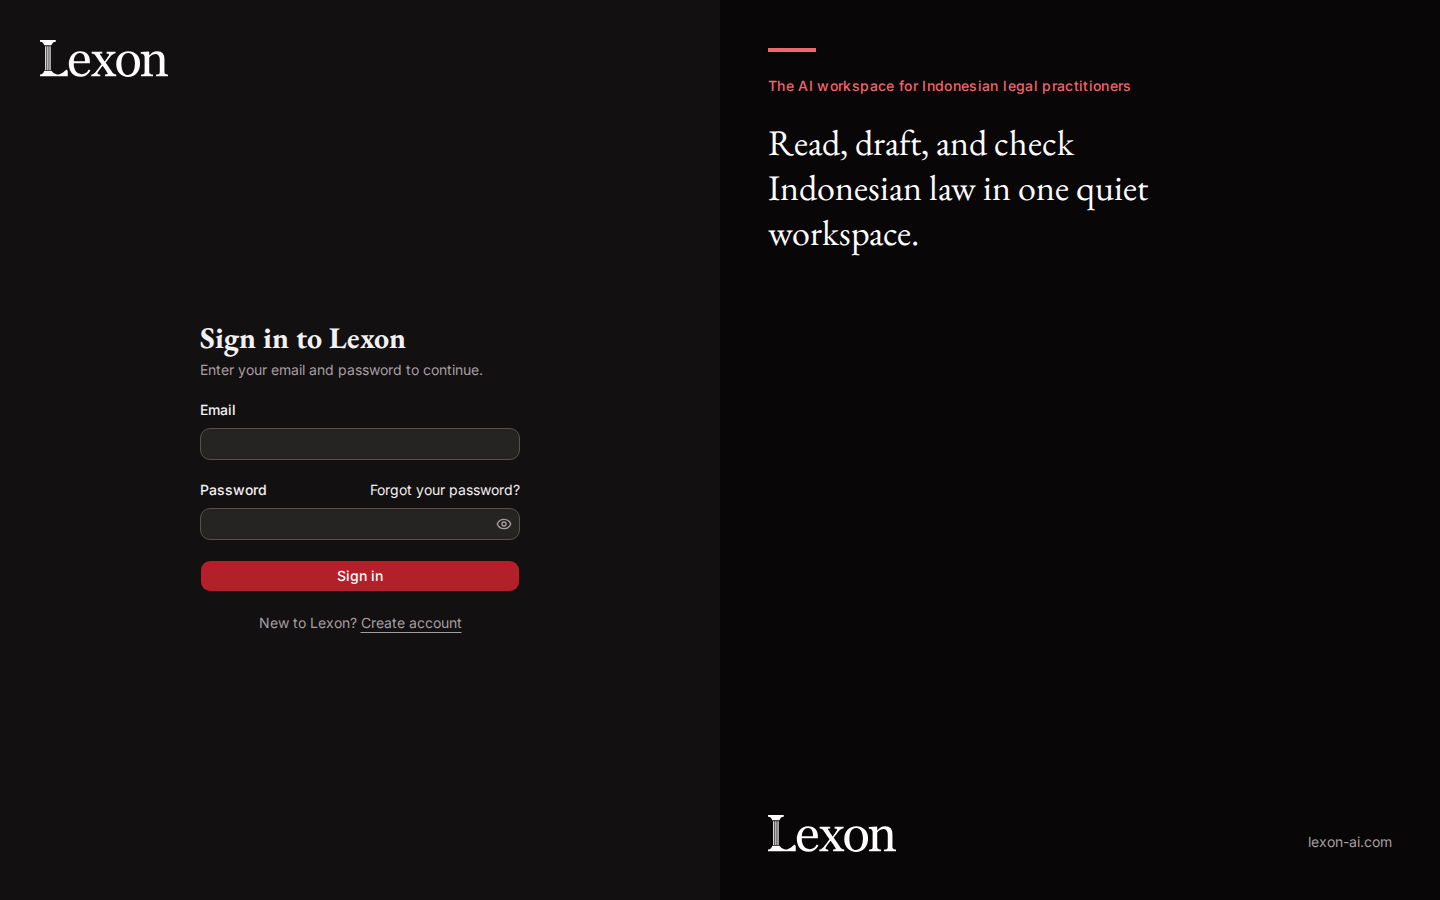 Lexon
Sign in to Lexon
Enter your email and password to continue.
Email
Password
Forgot your password?
Sign in
New to Lexon? Create account
The AI workspace for Indonesian legal practitioners
Read, draft, and check
Indonesian law in one quiet
workspace.
Lexon
lexon-ai.com